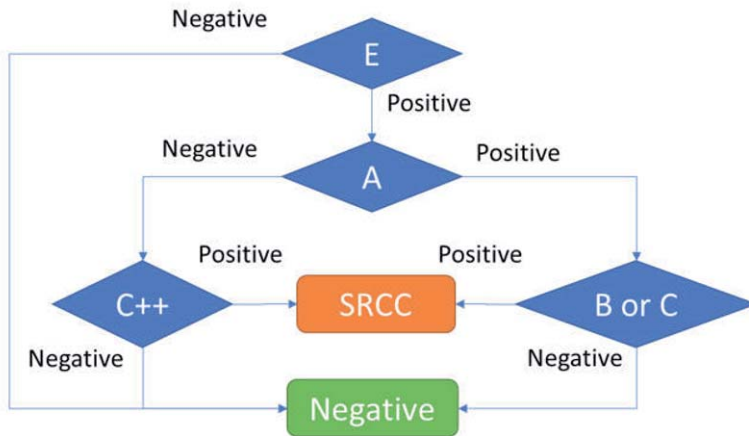 Negative
E
Positive
Negative
Positive
A
Positive
Positive
C++
SRCC
B or C
Negative
Negative
Negative